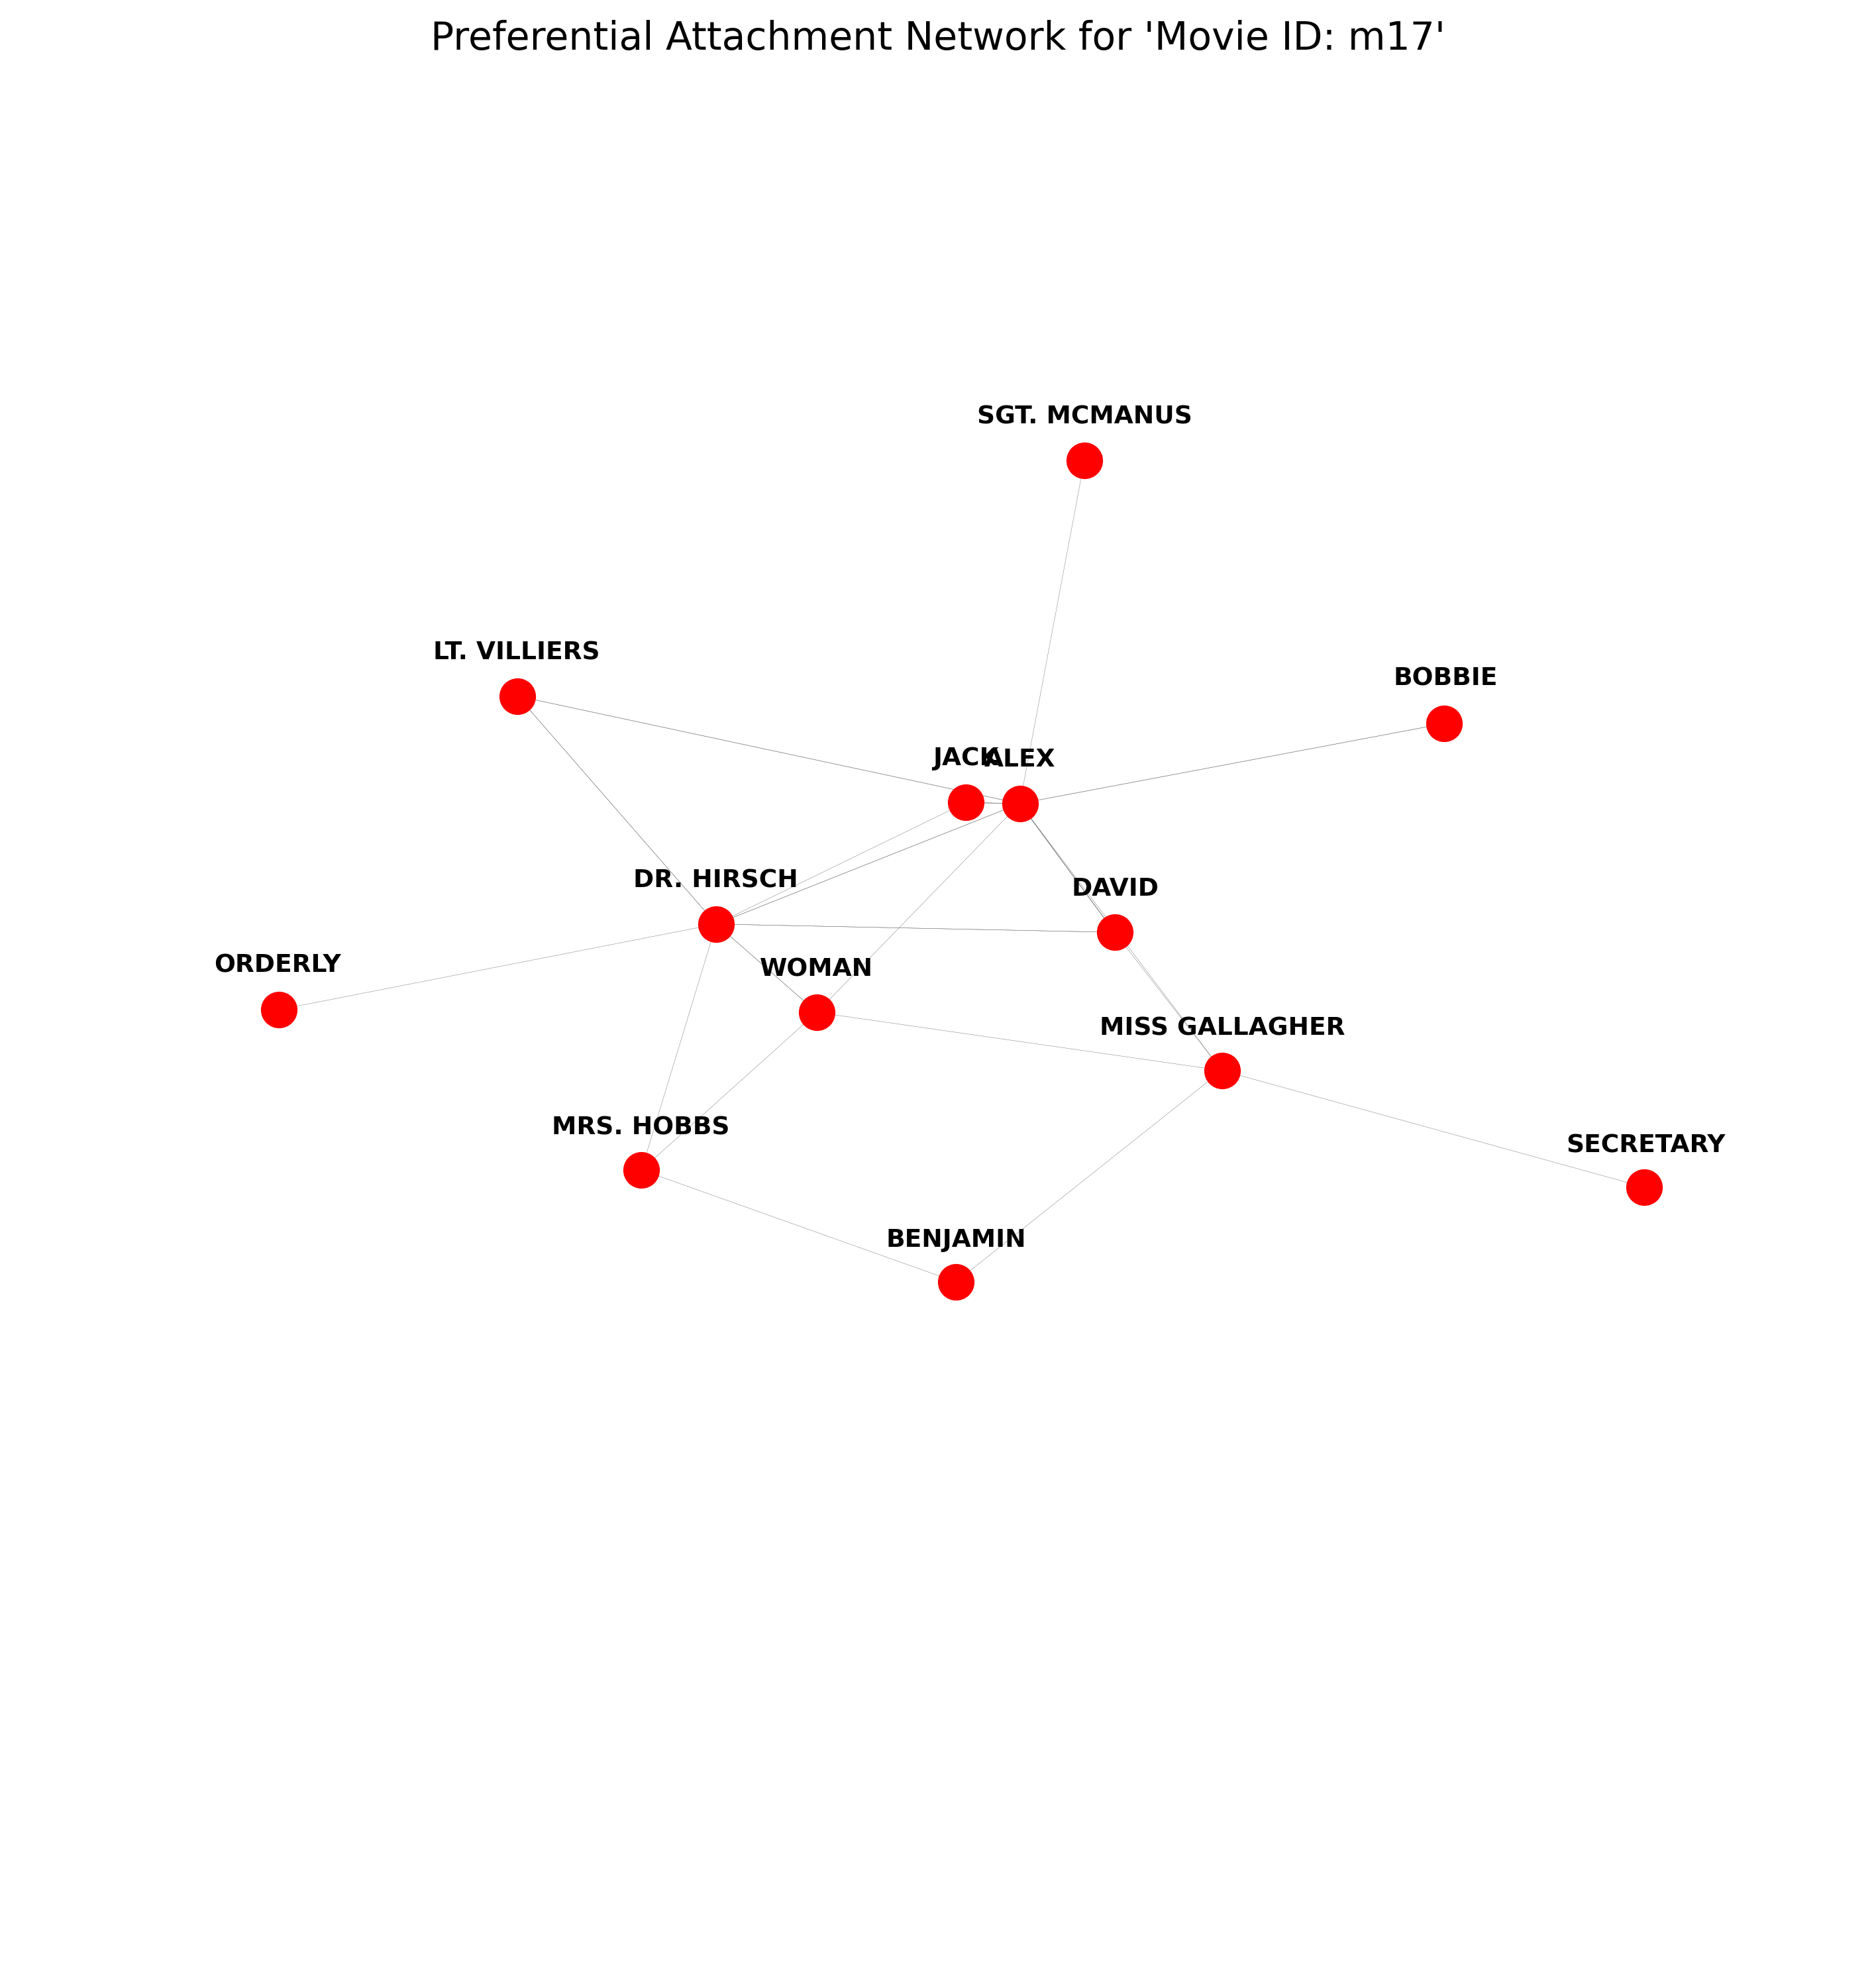 Preferential Attachment Network for 'Movie ID: m17'
SGT. MCMANUS
LT. VILLIERS
BOBBIE
JACK
ALEX
DR. HIRSCH
DAVID
ORDERLY
WOMAN
MISS GALLAGHER
MRS. HOBBS
SECRETARY
BENJAMIN